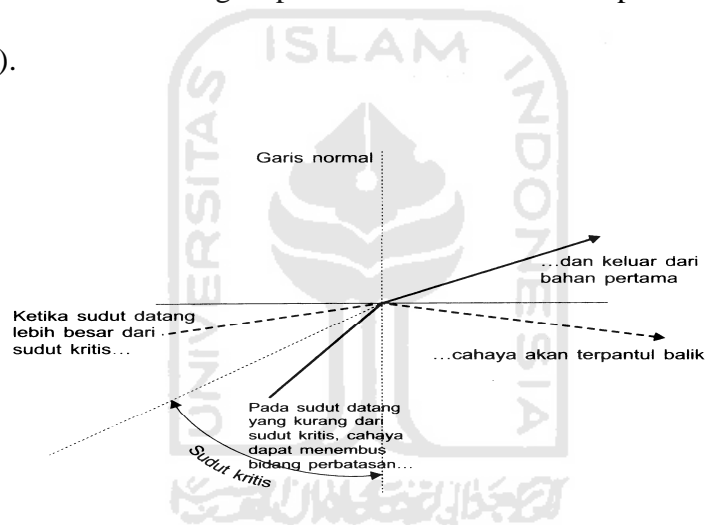 ).
ISLAM
UNIVERSITAS
INDONESIA
Garis normal
…dan keluar dari
bahan pertama
Ketika sudut datang
lebih besar dari
sudut kritis…
…cahaya akan terpantul balik
Pada sudut datang
yang kurang dari
sudut kritis, cahaya
dapat menembus
bidang perbatasan…
Sudut kritis